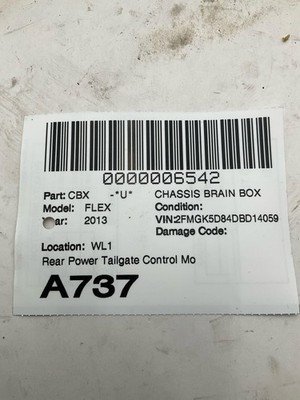 0000006542
Part: CBX -*U* CHASSIS BRAIN BOX
Model: FLEX Condition:
ar: 2013 VIN:2FMGK5D84DBD14059
Damage Code:
Location: WL1
Rear Power Tailgate Control Mo
A737